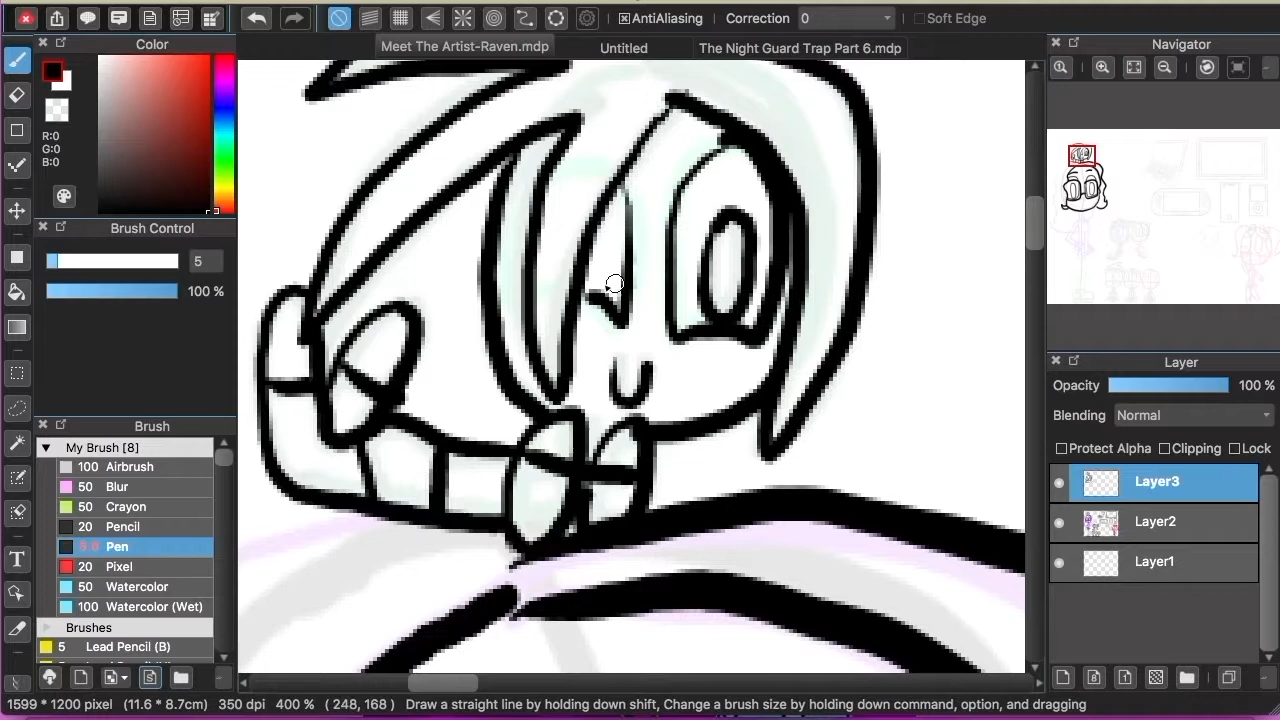 AntiAliasing
Correction
0
Soft Edge
Color
Meet The Artist-Raven.mdp
Untitled
The Night Guard Trap Part 6.mdp
Navigator
R:0
G:0
B:0
Brush Control
5
100 %
Brush
My Brush [8]
100 Airbrush
50 Blur
50 Crayon
20 Pencil
Pen
20 Pixel
50 Watercolor
100 Watercolor (Wet)
Brushes
5 Lead Pencil (B)
Layer
Opacity
100 %
Blending
Normal
Protect Alpha
Clipping
Lock
Layer3
Layer2
Layer1
1599 * 1200 pixel (11.6 * 8.7cm) 350 dpi 400 % ( 248, 168 ) Draw a straight line by holding down shift, Change a brush size by holding down command, option, and dragging